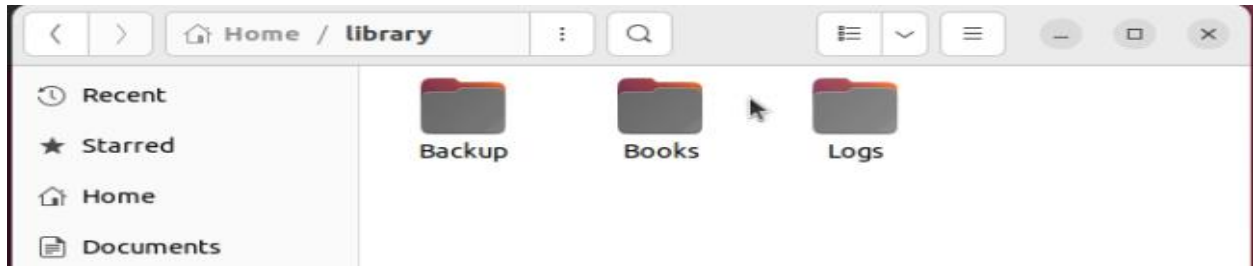 Home / library
Recent
Starred
Home
Documents
Backup Books Logs